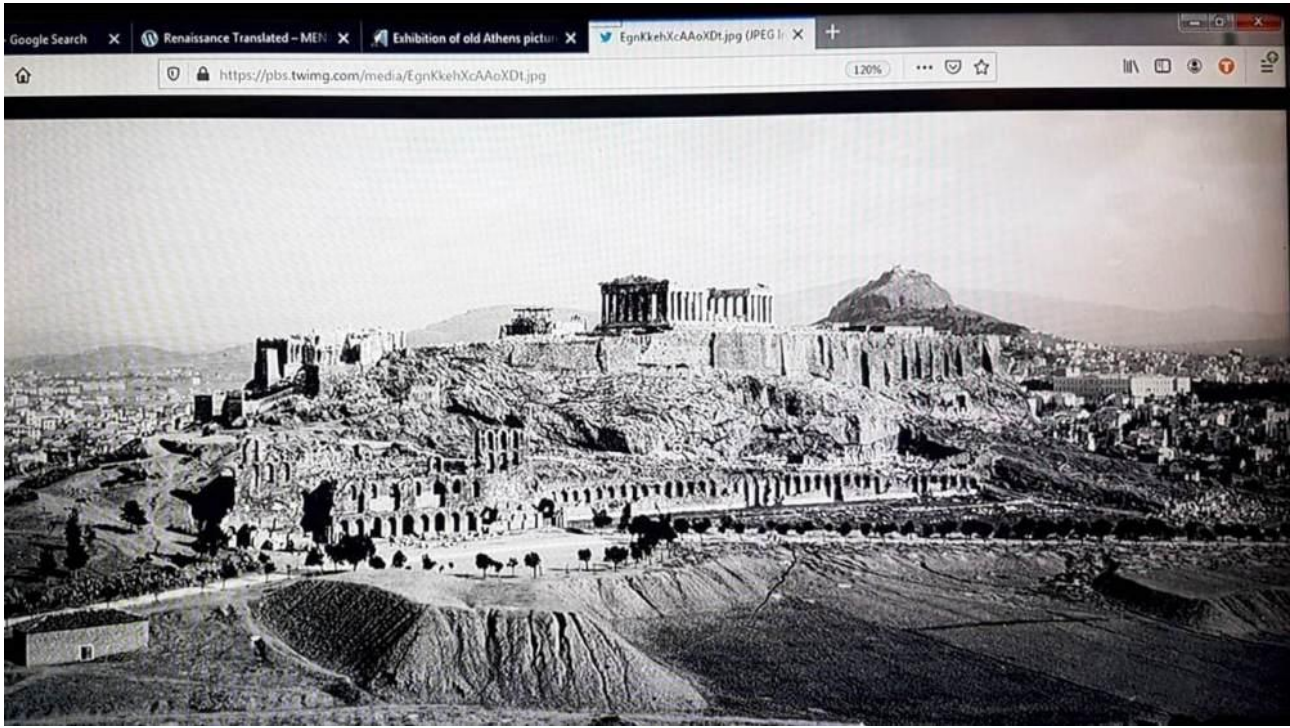 Google Search
Renaissance Translated – MEN
Exhibition of old Athens pictur
EgnKkehXcAAoXDt.jpg (JPEG I
https://pbs.twimg.com/media/EgnKkehXcAAoXDt.jpg
120%
T